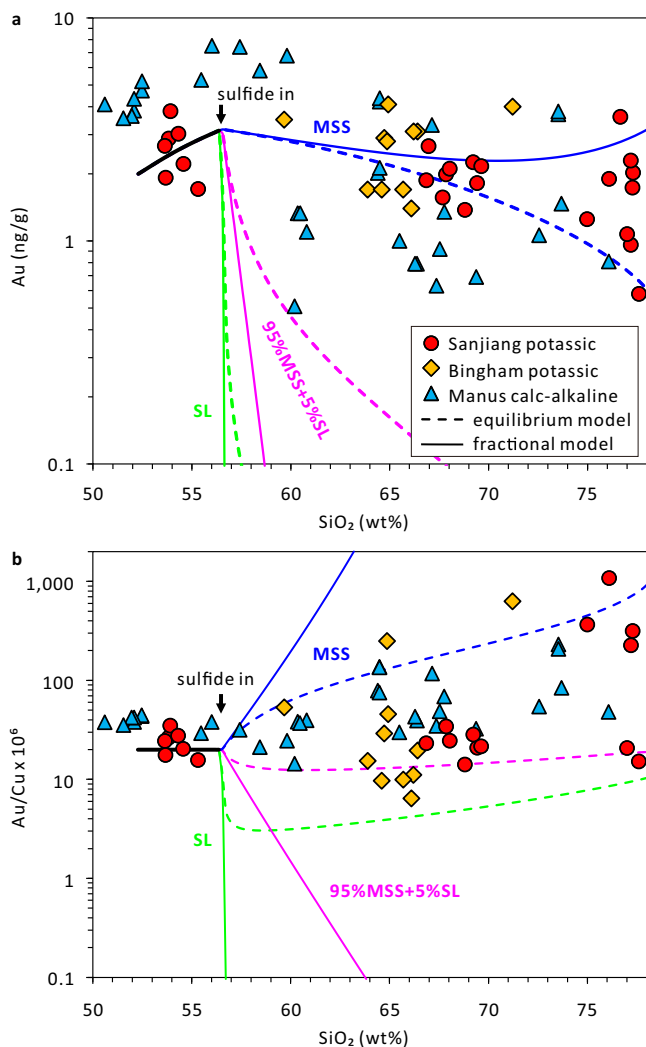 a
10
1
0.1
Au (ng/g)
sulfide in
MSS
95%MSS+5%SL
SL
Sanjiang potassic
Bingham potassic
Manus calc-alkaline
equilibrium model
fractional model
50 55 60 65 70 75
SiO₂ (wt%)
b
1,000
100
10
1
0.1
Au/Cu x 10⁶
sulfide in
MSS
SL
95%MSS+5%SL
50 55 60 65 70 75
SiO₂ (wt%)